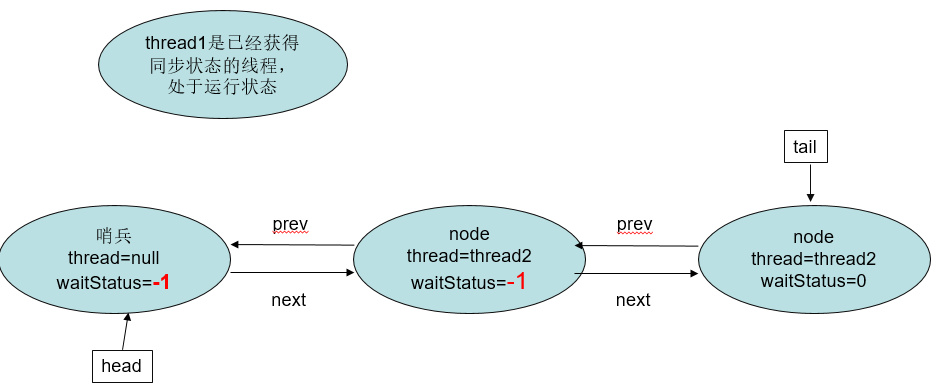 thread1是已经获得
同步状态的线程，
处于运行状态
tail
哨兵
thread=null
waitStatus=-1
prev
next
node
thread=thread2
waitStatus=-1
prev
next
node
thread=thread2
waitStatus=0
head